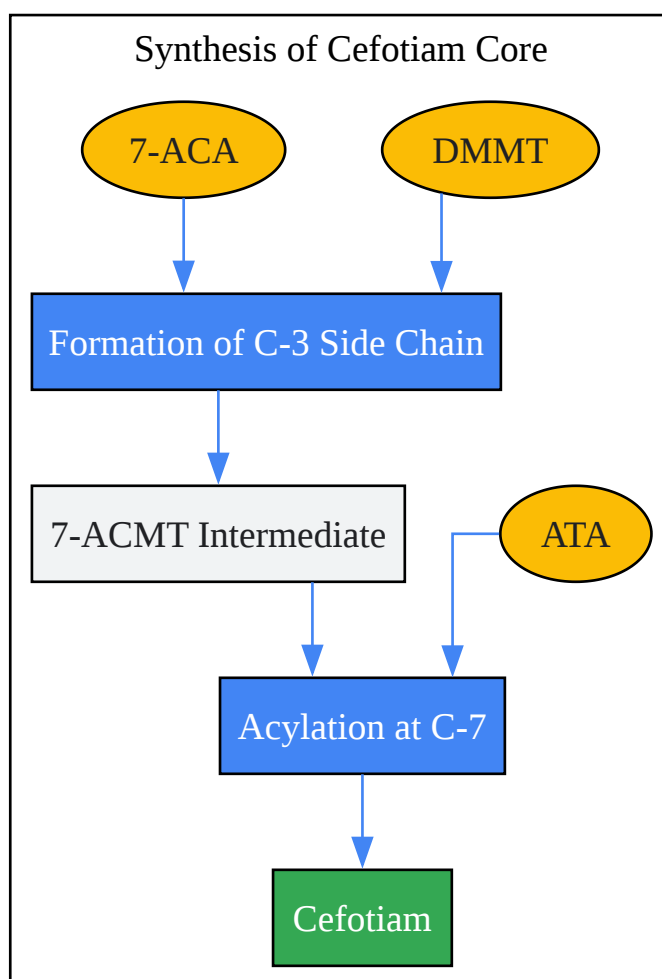 Synthesis of Cefotiam Core
7-ACA
DMMT
Formation of C-3 Side Chain
7-ACMT Intermediate
ATA
Acylation at C-7
Cefotiam